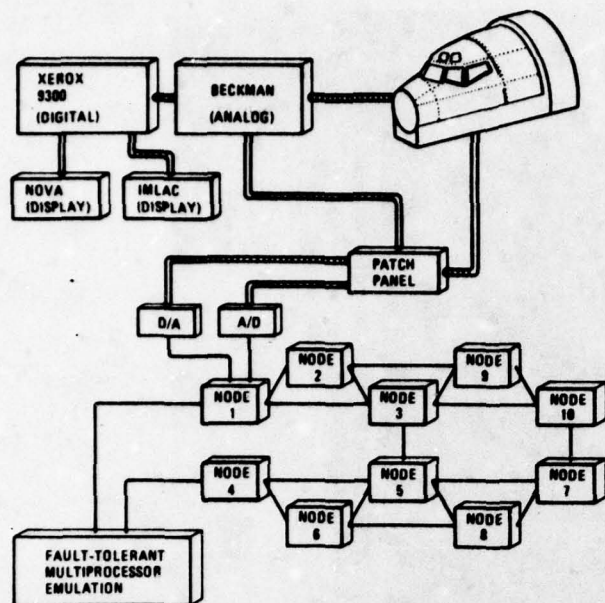 XEROX
9300
(DIGITAL)
BECKMAN
(ANALOG)
NOVA
(DISPLAY)
IMLAC
(DISPLAY)
PATCH
PANEL
D/A
A/D
NODE
1
NODE
2
NODE
3
NODE
9
NODE
10
NODE
4
NODE
5
NODE
7
NODE
6
NODE
8
FAULT-TOLERANT
MULTIPROCESSOR
EMULATION